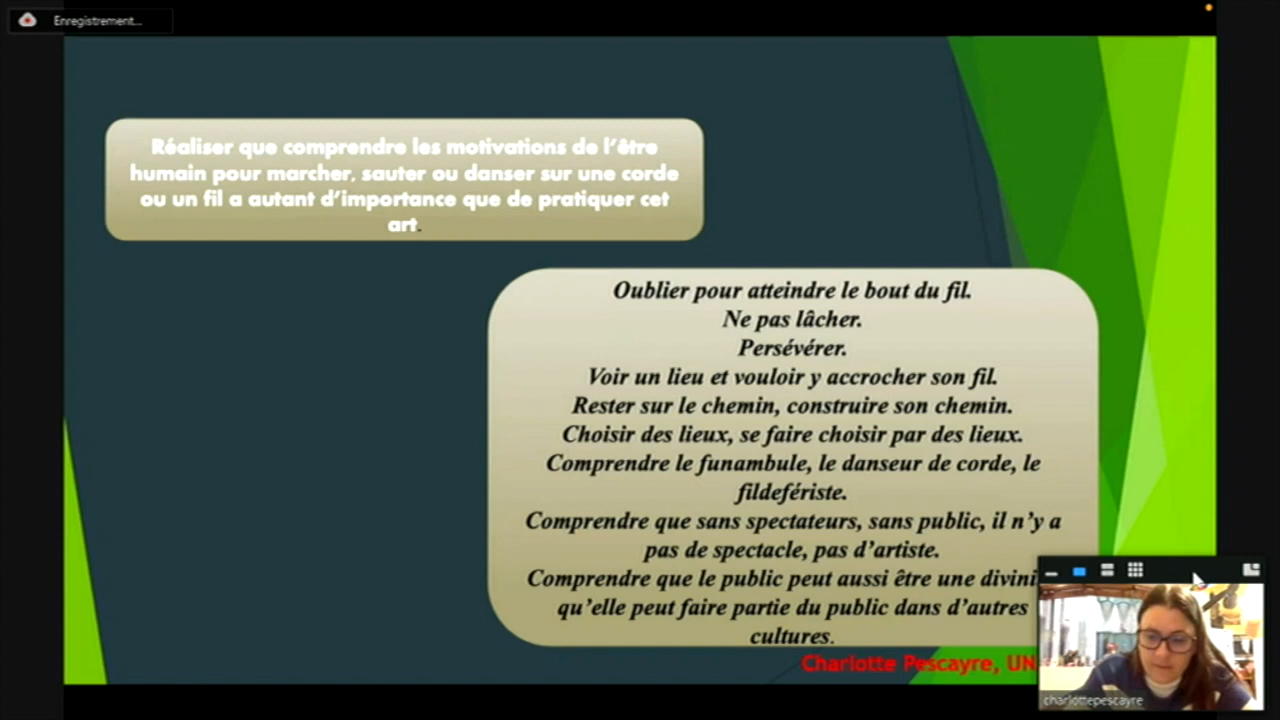 Enregistrement...
Réaliser que comprendre les motivations de l'être
humain pour marcher, sauter ou danser sur une corde
ou un fil a autant d'importance que de pratiquer cet
art.
Oublier pour atteindre le bout du fil.
Ne pas lâcher.
Persévérer.
Voir un lieu et vouloir y accrocher son fil.
Rester sur le chemin, construire son chemin.
Choisir des lieux, se faire choisir par des lieux.
Comprendre le funambule, le danseur de corde, le
fildefériste.
Comprendre que sans spectateurs, sans public, il n'y a
pas de spectacle, pas d'artiste.
Comprendre que le public peut aussi être une
qu'elle peut faire partie du public dans d'autres
cultures.
Charlotte Pescayre,
charlottepescayre